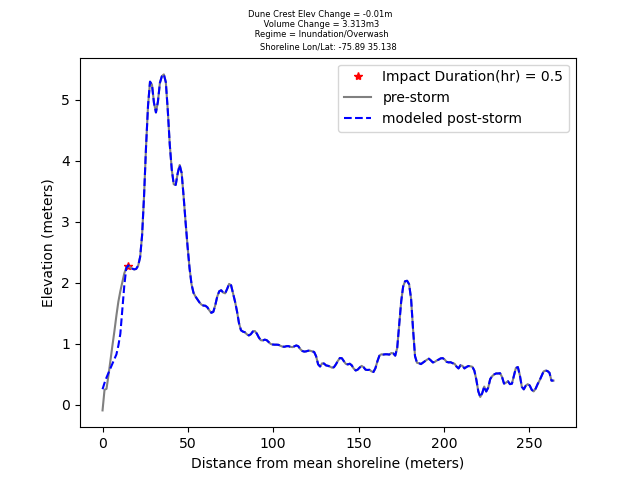 Dune Crest Elev Change = -0.01m
Volume Change = 3.313m3
Regime = Inundation/Overwash
Shoreline Lon/Lat: -75.89 35.138
Impact Duration(hr) = 0.5
pre-storm
modeled post-storm
Elevation (meters)
5
4
3
2
1
0
0 50 100 150 200 250
Distance from mean shoreline (meters)